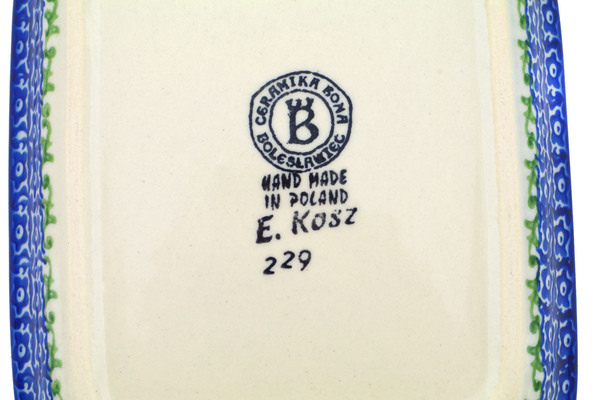 CERAMIKA BONA
B
BOLESŁAWIEC
HAND MADE
IN POLAND
E. KOSZ
229